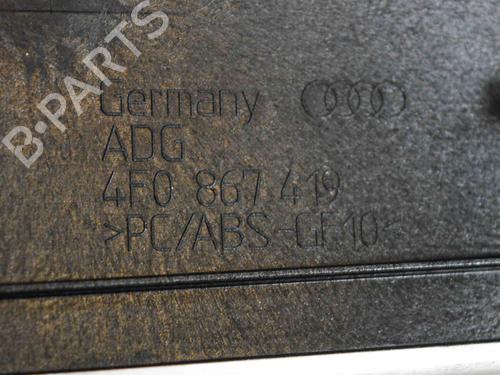 B-PARTS
Germany
ADG
4F0 867 419
>PC/ABS-GF10